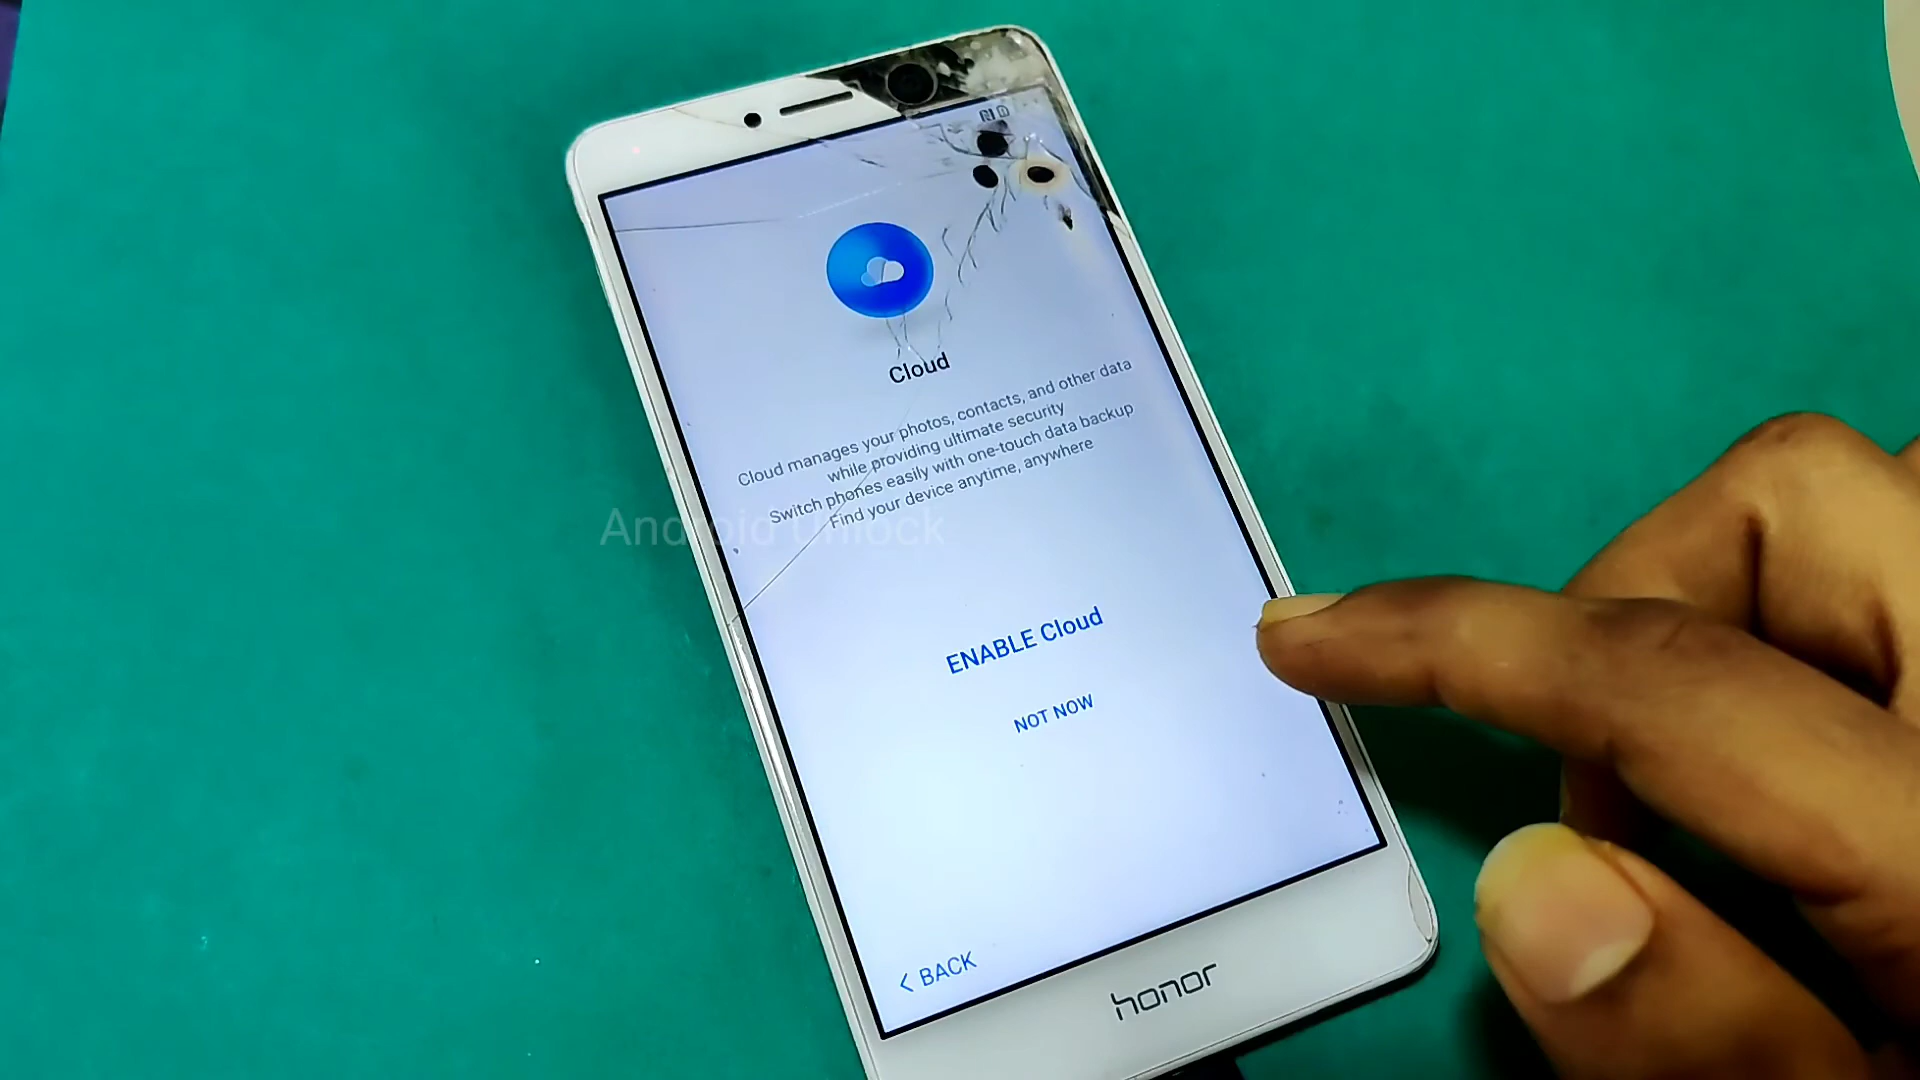 Cloud
Cloud manages your photos, contacts, and other data
while providing ultimate security
Switch phones easily with one-touch data backup
Find your device anytime, anywhere
Android Unlock
ENABLE Cloud
NOT NOW
< BACK
honor